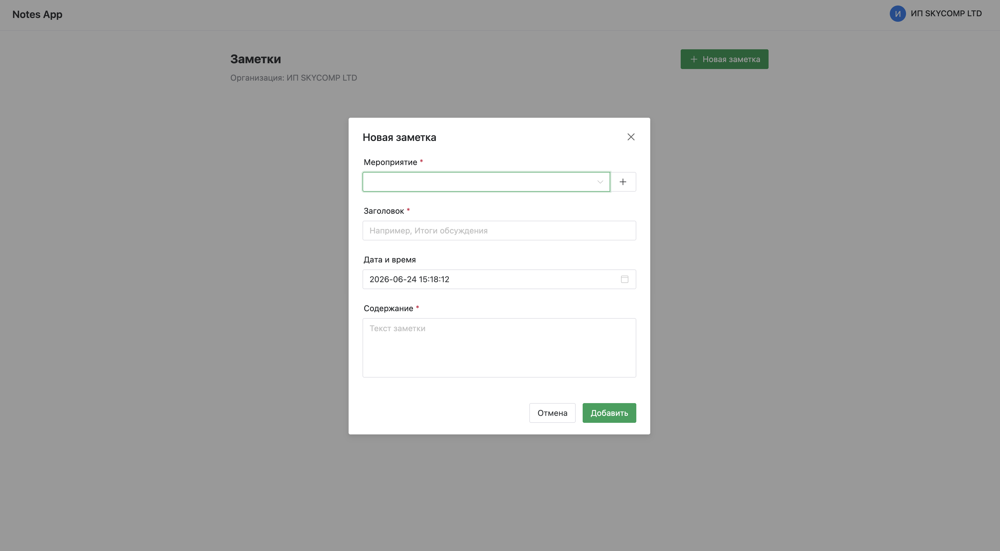 Notes App
И
ИП SKYCOMP LTD
Заметки
+ Новая заметка
Организация: ИП SKYCOMP LTD
Новая заметка
Мероприятие *
Заголовок *
Например, Итоги обсуждения
Дата и время
2026-06-24 15:18:12
Содержание *
Текст заметки
Отмена
Добавить